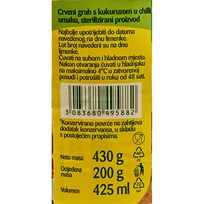 Crveni grah s kukuruzom u chili
umaku, sterilizirani proizvod
Najbolje upotrijebiti do datuma
navedenog na dnu limenke.
Lot broj navedeni su na dnu
limenke.
Čuvati na suhom i hladnom mjestu.
Nakon otvaranja čuvati u hladnjaku
na maksimalno 4°C u zatvorenoj
posudi i potrošiti u roku od 48 sati.
3 083680 495882
*Konzervirano povrće ne zahtijeva
dodatak konzervansa, u skladu
s postojećim propisima.
Neto masa 430 g
Ocijeđena 200 g
masa
Volumen 425 ml